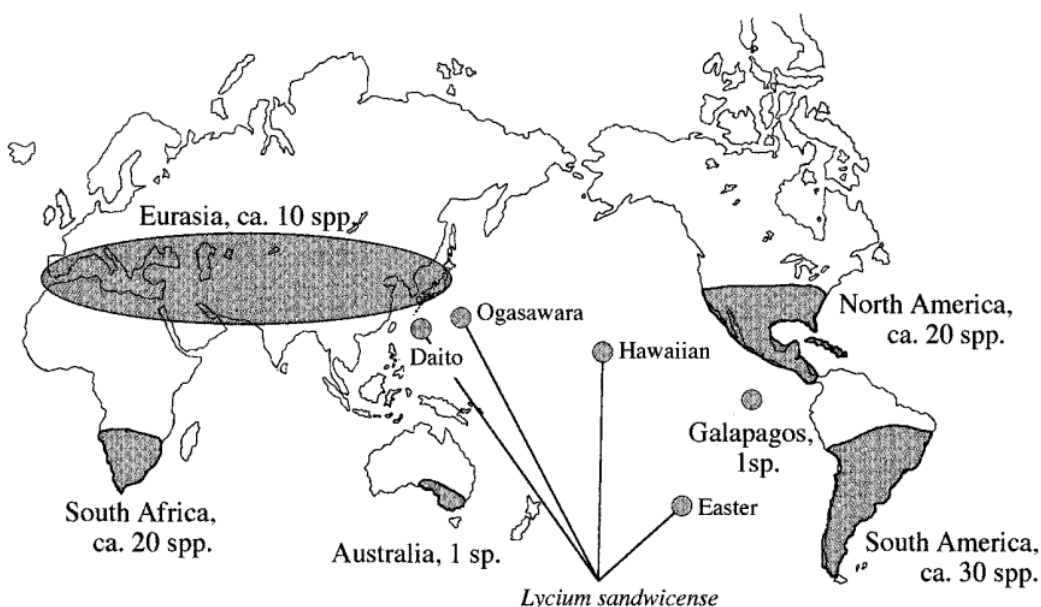 Eurasia, ca. 10 spp.
Ogasawara
Daito
Hawaiian
North America,
ca. 20 spp.
Galapagos,
1sp.
South Africa,
ca. 20 spp.
Australia, 1 sp.
Easter
South America,
ca. 30 spp.
Lycium sandwicense